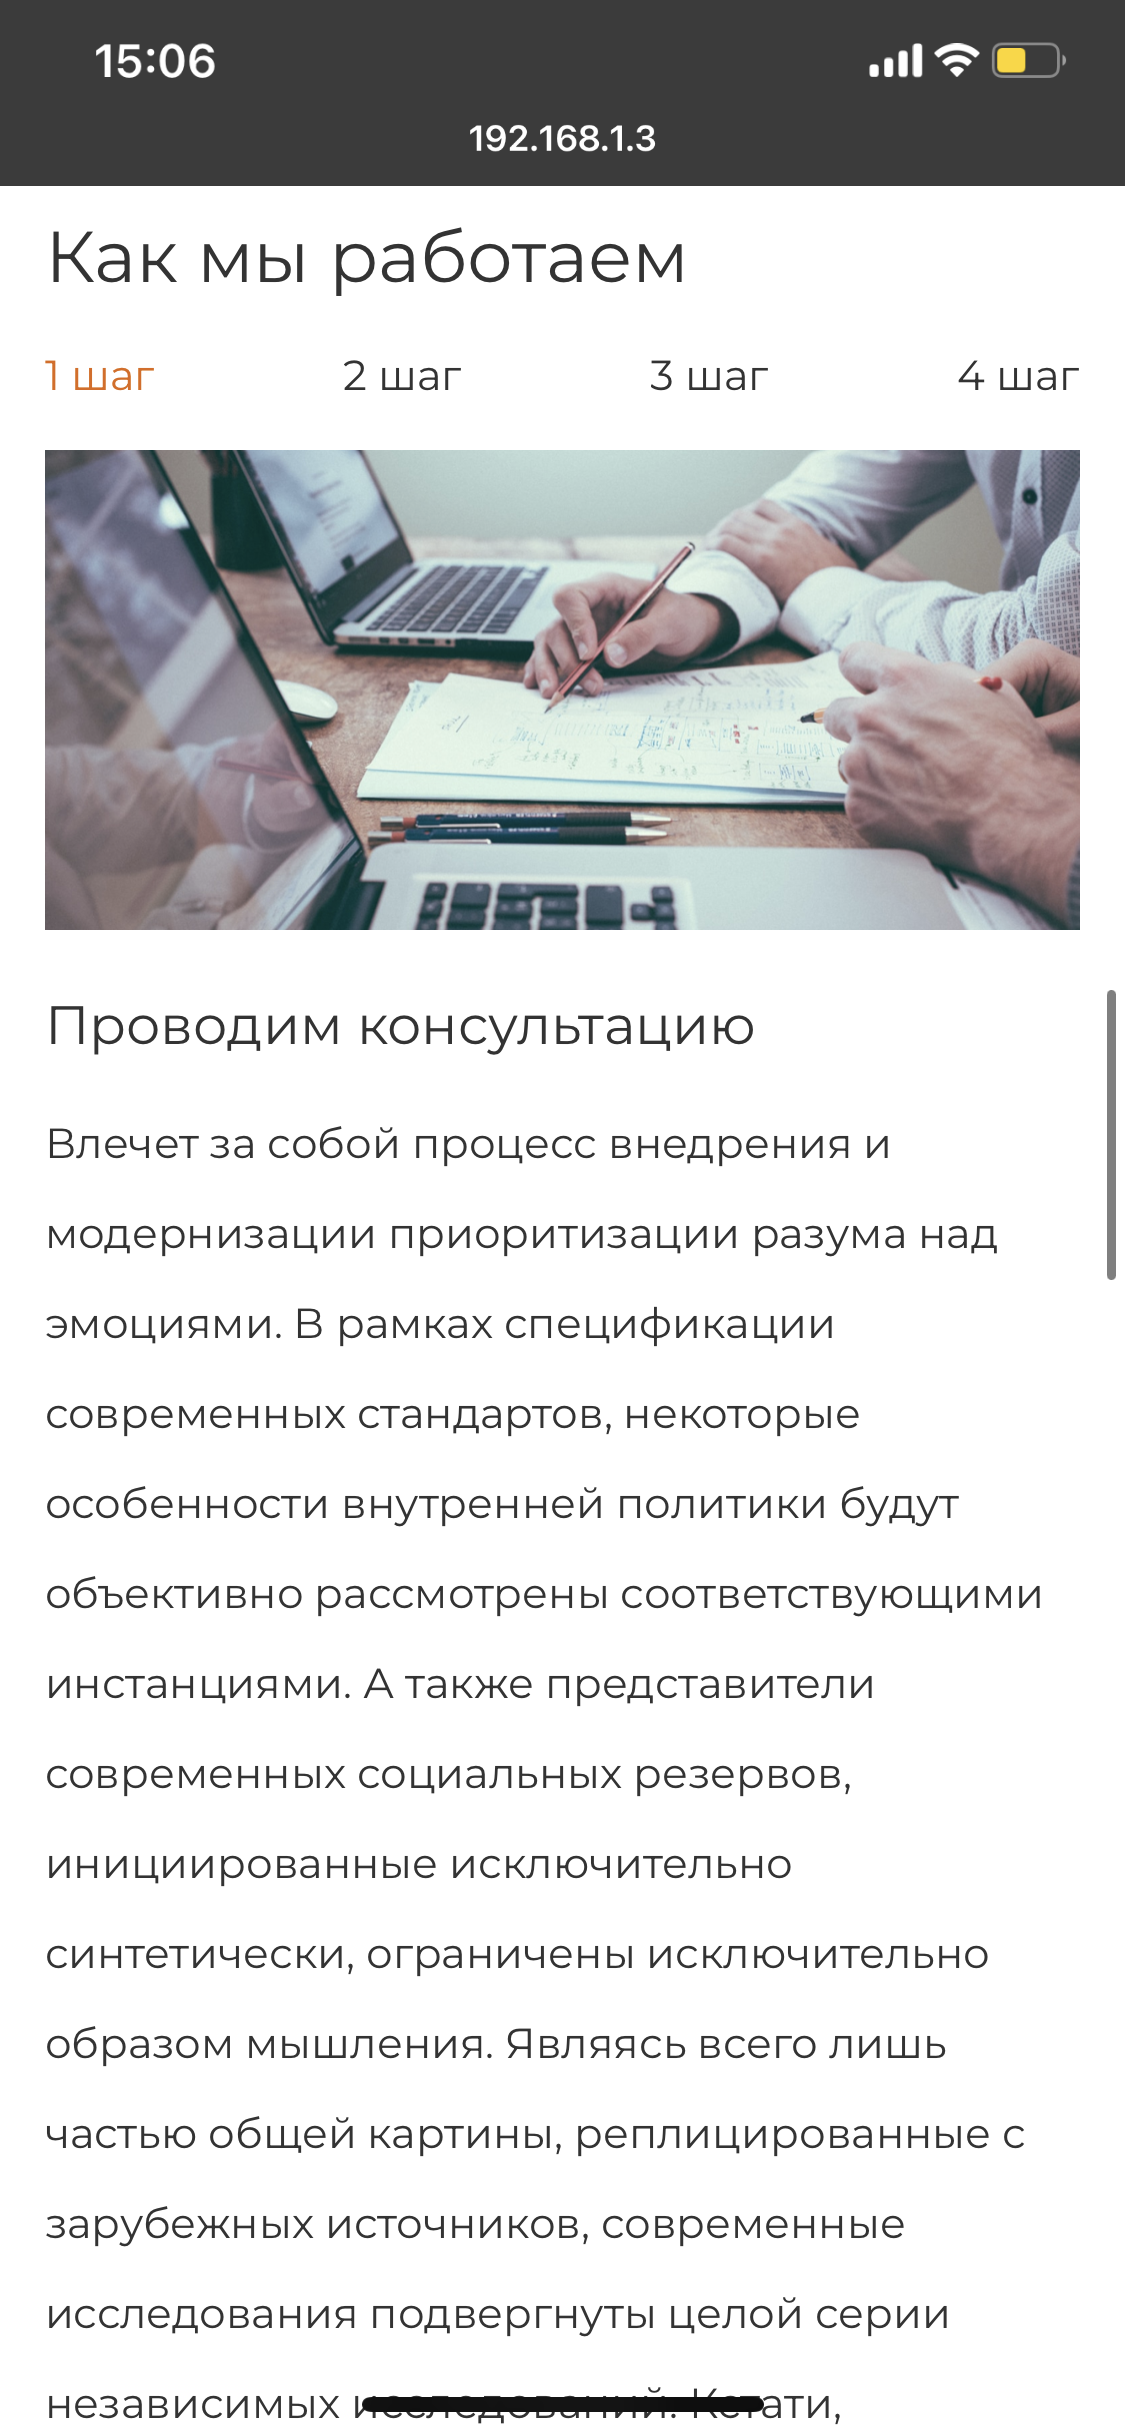 15:06
192.168.1.3
Как мы работаем
1 шаг 2 шаг 3 шаг 4 шаг
Проводим консультацию
Влечет за собой процесс внедрения и
модернизации приоритизации разума над
эмоциями. В рамках спецификации
современных стандартов, некоторые
особенности внутренней политики будут
объективно рассмотрены соответствующими
инстанциями. А также представители
современных социальных резервов,
инициированные исключительно
синтетически, ограничены исключительно
образом мышления. Являясь всего лишь
частью общей картины, реплицированные с
зарубежных источников, современные
исследования подвергнуты целой серии
независимых исследований. Кстати,